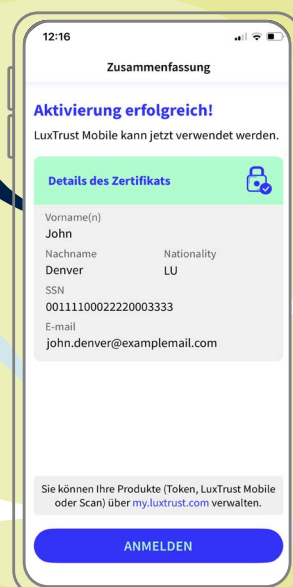 12:16
Zusammenfassung
Aktivierung erfolgreich!
LuxTrust Mobile kann jetzt verwendet werden.
Details des Zertifikats
Vorname(n)
John
Nachname Nationality
Denver LU
SSN
00111100022220003333
E-mail
john.denver@examplemail.com
Sie können Ihre Produkte (Token, LuxTrust Mobile
oder Scan) über my.luxtrust.com verwalten.
ANMELDEN